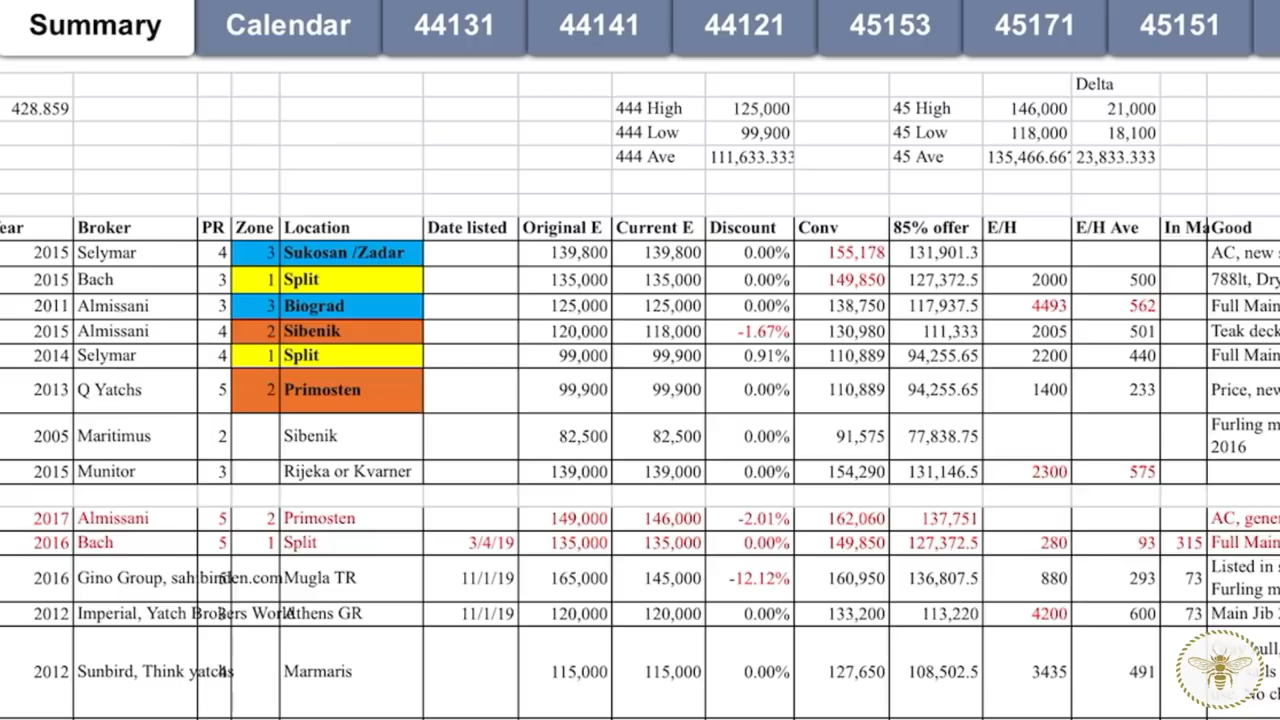 Summary Calendar 44131 44141 44121 45153 45171 45151
Delta
428.859 444 High 125,000 45 High 146,000 21,000
444 Low 99,900 45 Low 118,000 18,100
444 Ave 111,633.333 45 Ave 135,466.667 23,833.333
ear Broker PR Zone Location Date listed Original E Current E Discount Conv 85% offer E/H E/H Ave In Ma Good
2015 Selymar 4 3 Sukosan /Zadar 139,800 139,800 0.00% 155,178 131,901.3 AC, new s
2015 Bach 3 1 Split 135,000 135,000 0.00% 149,850 127,372.5 2000 500 788lt, Dry
2011 Almissani 3 3 Biograd 125,000 125,000 0.00% 138,750 117,937.5 4493 562 Full Main
2015 Almissani 4 2 Sibenik 120,000 118,000 -1.67% 130,980 111,333 2005 501 Teak deck
2014 Selymar 4 1 Split 99,000 99,900 0.91% 110,889 94,255.65 2200 440 Full Main
2013 Q Yatchs 5 2 Primosten 99,900 99,900 0.00% 110,889 94,255.65 1400 233 Price, new
2005 Maritimus 2 Sibenik 82,500 82,500 0.00% 91,575 77,838.75 Furling m
2016
2015 Munitor 3 Rijeka or Kvarner 139,000 139,000 0.00% 154,290 131,146.5 2300 575
2017 Almissani 5 2 Primosten 149,000 146,000 -2.01% 162,060 137,751 AC, gener
2016 Bach 5 1 Split 3/4/19 135,000 135,000 0.00% 149,850 127,372.5 280 93 315 Full Main
2016 Gino Group, Mugla TR 11/1/19 165,000 145,000 -12.12% 160,950 136,807.5 880 293 73 Listed in s
Furling m
2012 Imperial, Yatch Brokers World Athens GR 11/1/19 120,000 120,000 0.00% 133,200 113,220 4200 600 73 Main Jib
2012 Sunbird, Think yatchs 4 Marmaris 115,000 115,000 0.00% 127,650 108,502.5 3435 491